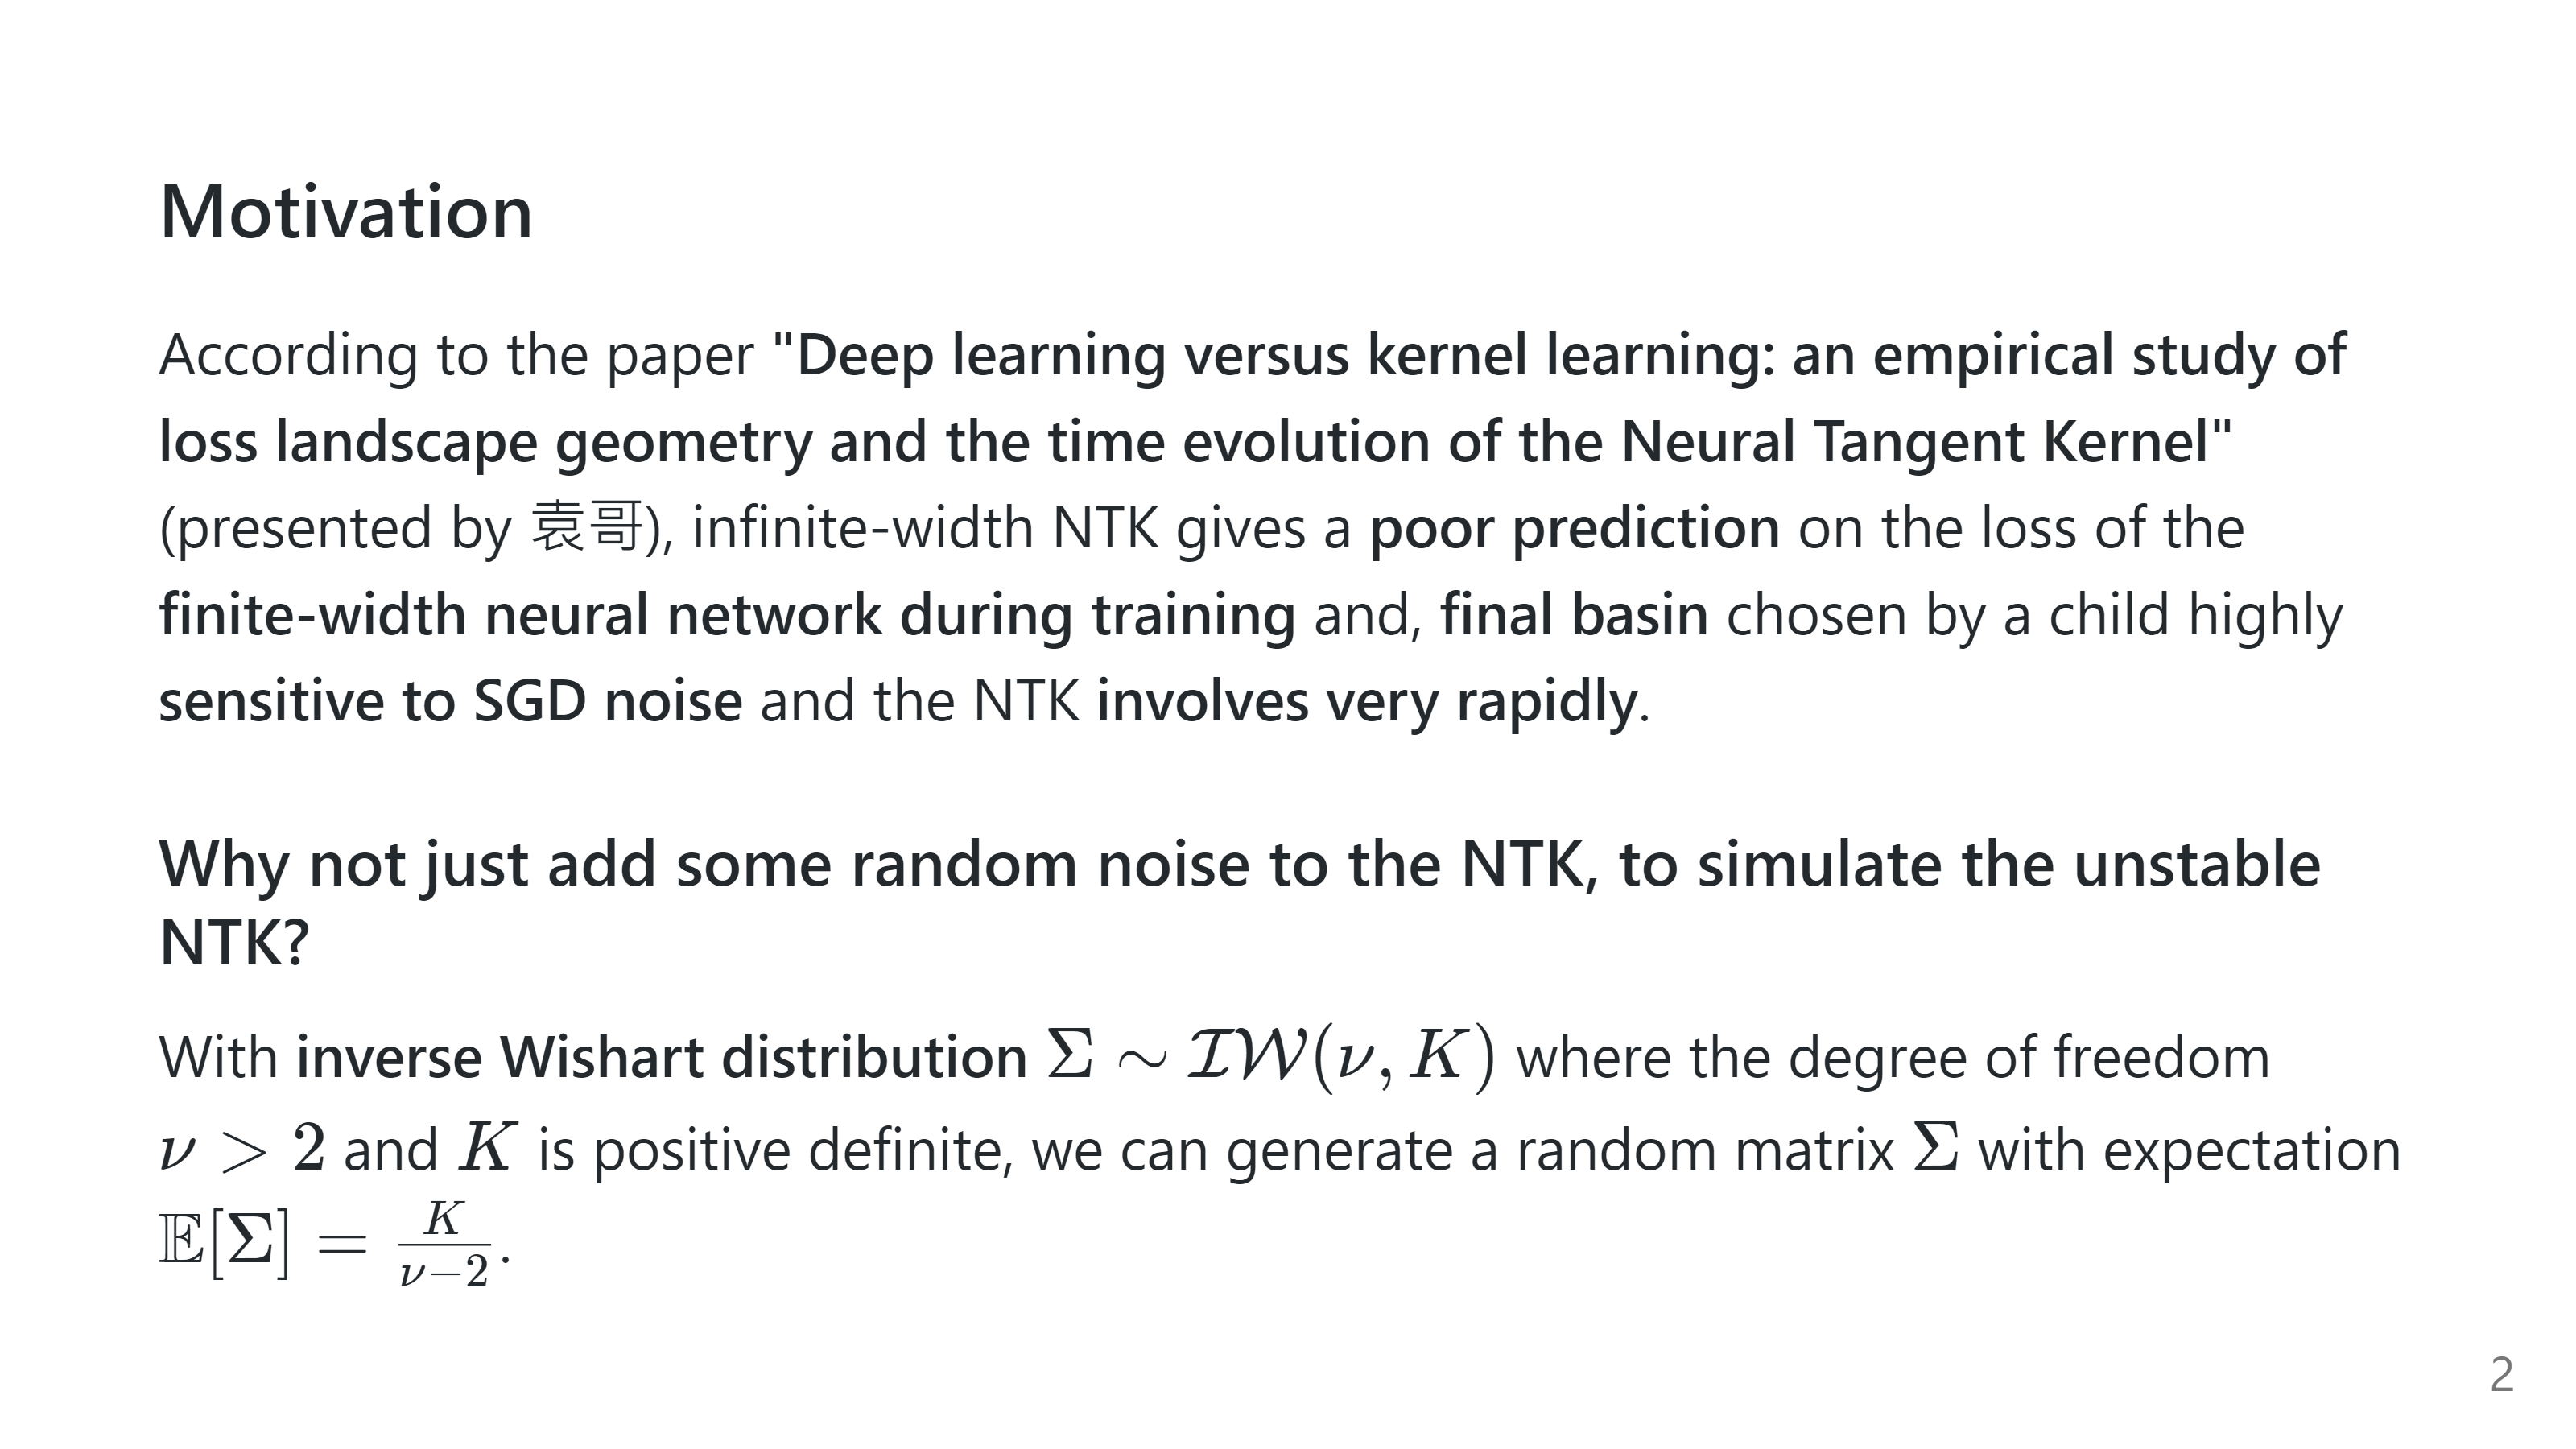 Motivation
According to the paper "Deep learning versus kernel learning: an empirical study of
loss landscape geometry and the time evolution of the Neural Tangent Kernel"
(presented by 袁哥), infinite-width NTK gives a poor prediction on the loss of the
finite-width neural network during training and, final basin chosen by a child highly
sensitive to SGD noise and the NTK involves very rapidly.
Why not just add some random noise to the NTK, to simulate the unstable
NTK?
With inverse Wishart distribution Σ ∼ 𝓘𝓦(ν, K) where the degree of freedom
ν > 2 and K is positive definite, we can generate a random matrix Σ with expectation
𝔼[Σ] = K/(ν−2).
2